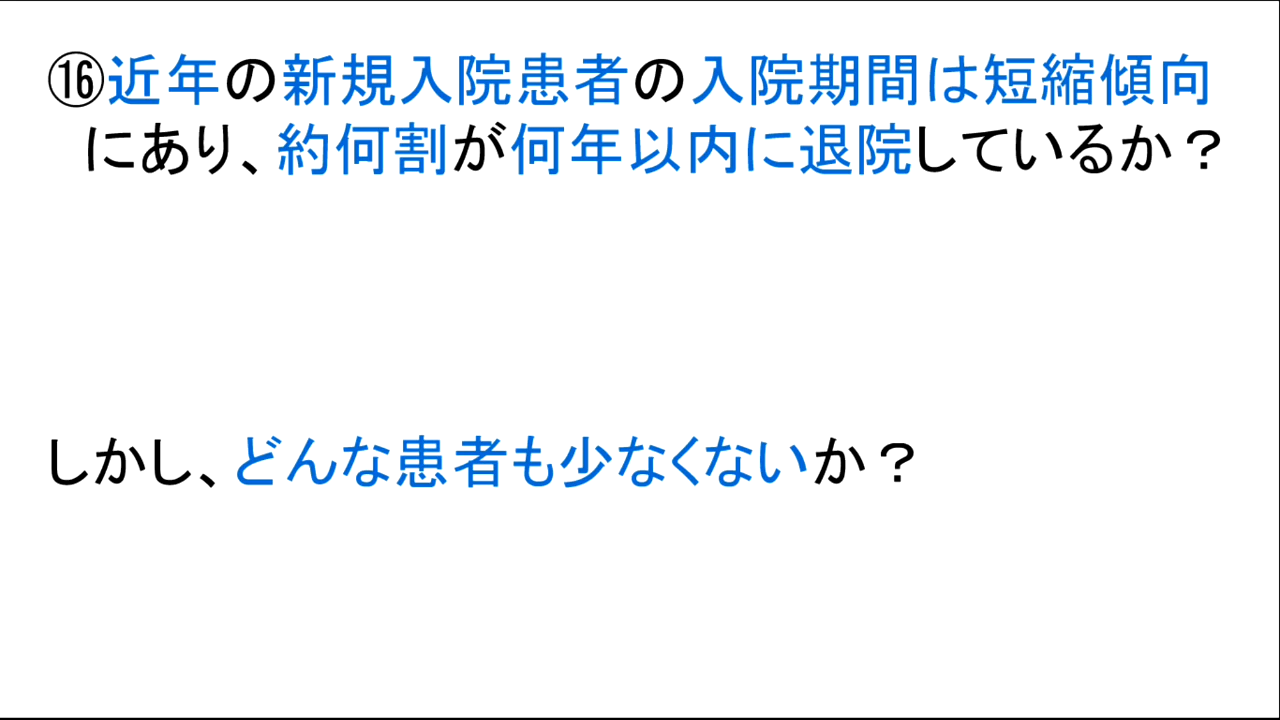 ⑯近年の新規入院患者の入院期間は短縮傾向
にあり、約何割が何年以内に退院しているか？
しかし、どんな患者も少なくないか？